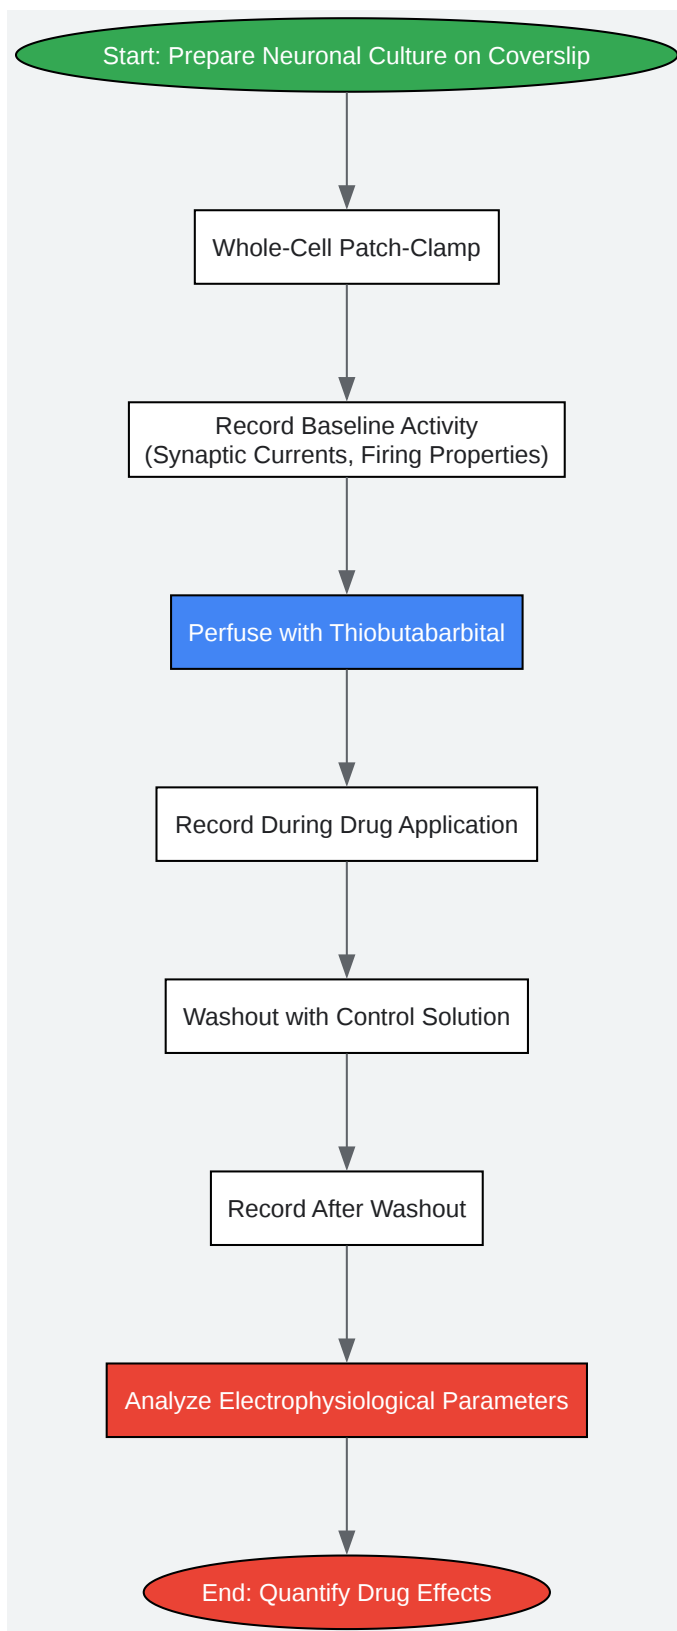 Start: Prepare Neuronal Culture on Coverslip
Whole-Cell Patch-Clamp
Record Baseline Activity
(Synaptic Currents, Firing Properties)
Perfuse with Thiobutabarbital
Record During Drug Application
Washout with Control Solution
Record After Washout
Analyze Electrophysiological Parameters
End: Quantify Drug Effects